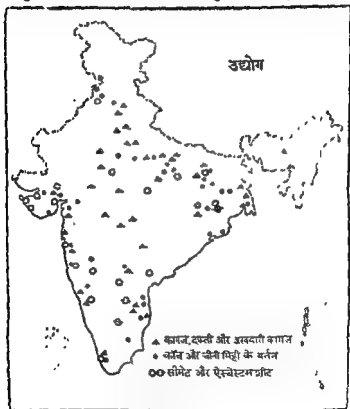 उद्योग
कागज, दफ्ती और अखबारी कागज
काँच और चीनी मिट्टी के बर्तन
सीमेंट और ऐस्बेस्टस शीट